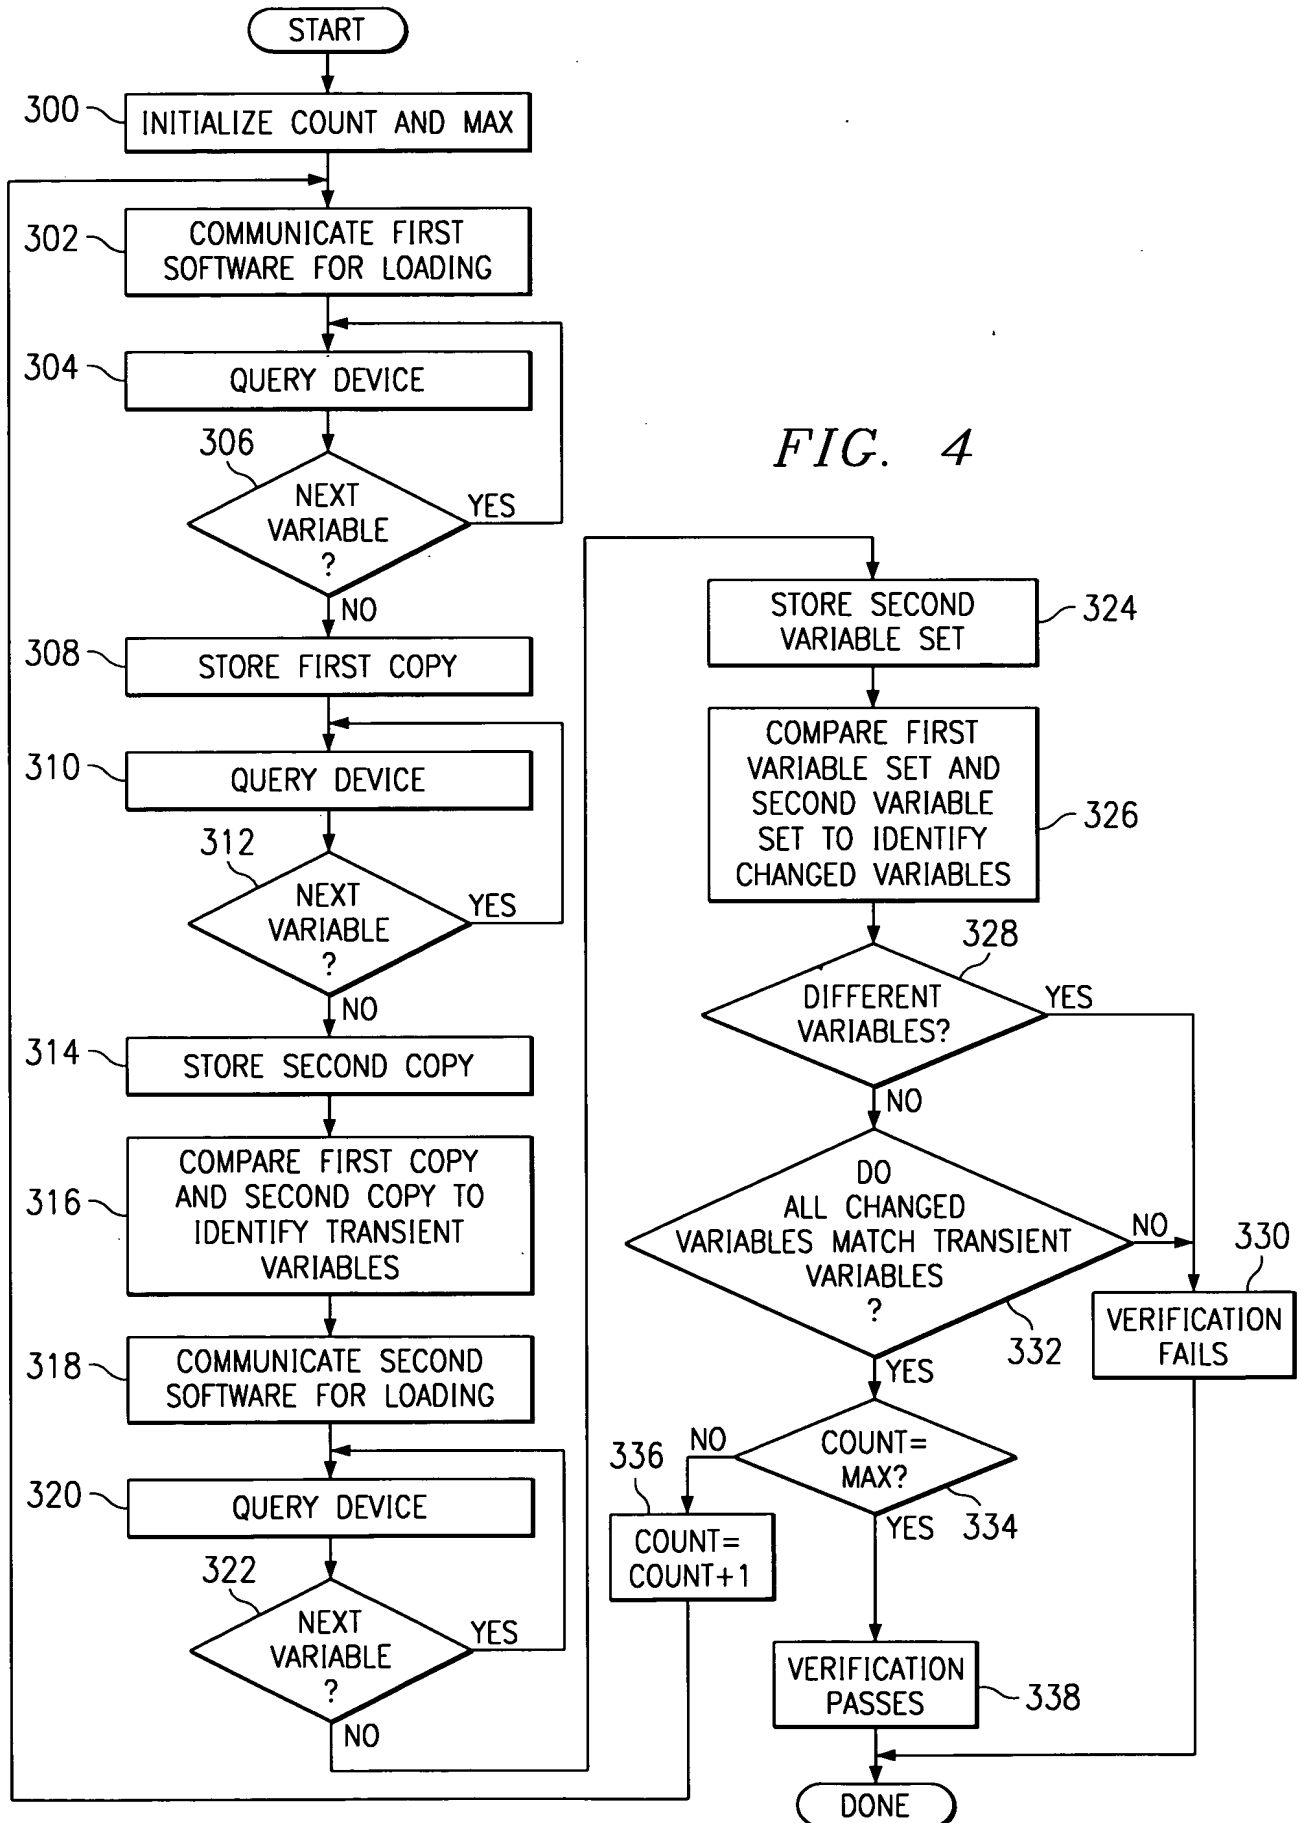 START
300
INITIALIZE COUNT AND MAX
302
COMMUNICATE FIRST
SOFTWARE FOR LOADING
304
QUERY DEVICE
306
NEXT
VARIABLE
?
YES
NO
308
STORE FIRST COPY
310
QUERY DEVICE
312
NEXT
VARIABLE
?
YES
NO
314
STORE SECOND COPY
316
COMPARE FIRST COPY
AND SECOND COPY TO
IDENTIFY TRANSIENT
VARIABLES
318
COMMUNICATE SECOND
SOFTWARE FOR LOADING
320
QUERY DEVICE
322
NEXT
VARIABLE
?
YES
NO
FIG. 4
STORE SECOND
VARIABLE SET
324
COMPARE FIRST
VARIABLE SET AND
SECOND VARIABLE
SET TO IDENTIFY
CHANGED VARIABLES
326
328
DIFFERENT
VARIABLES?
YES
NO
DO
ALL CHANGED
VARIABLES MATCH TRANSIENT
VARIABLES
?
NO
332
YES
330
VERIFICATION
FAILS
COUNT=
MAX?
NO
334
YES
336
COUNT=
COUNT+1
VERIFICATION
PASSES
338
DONE